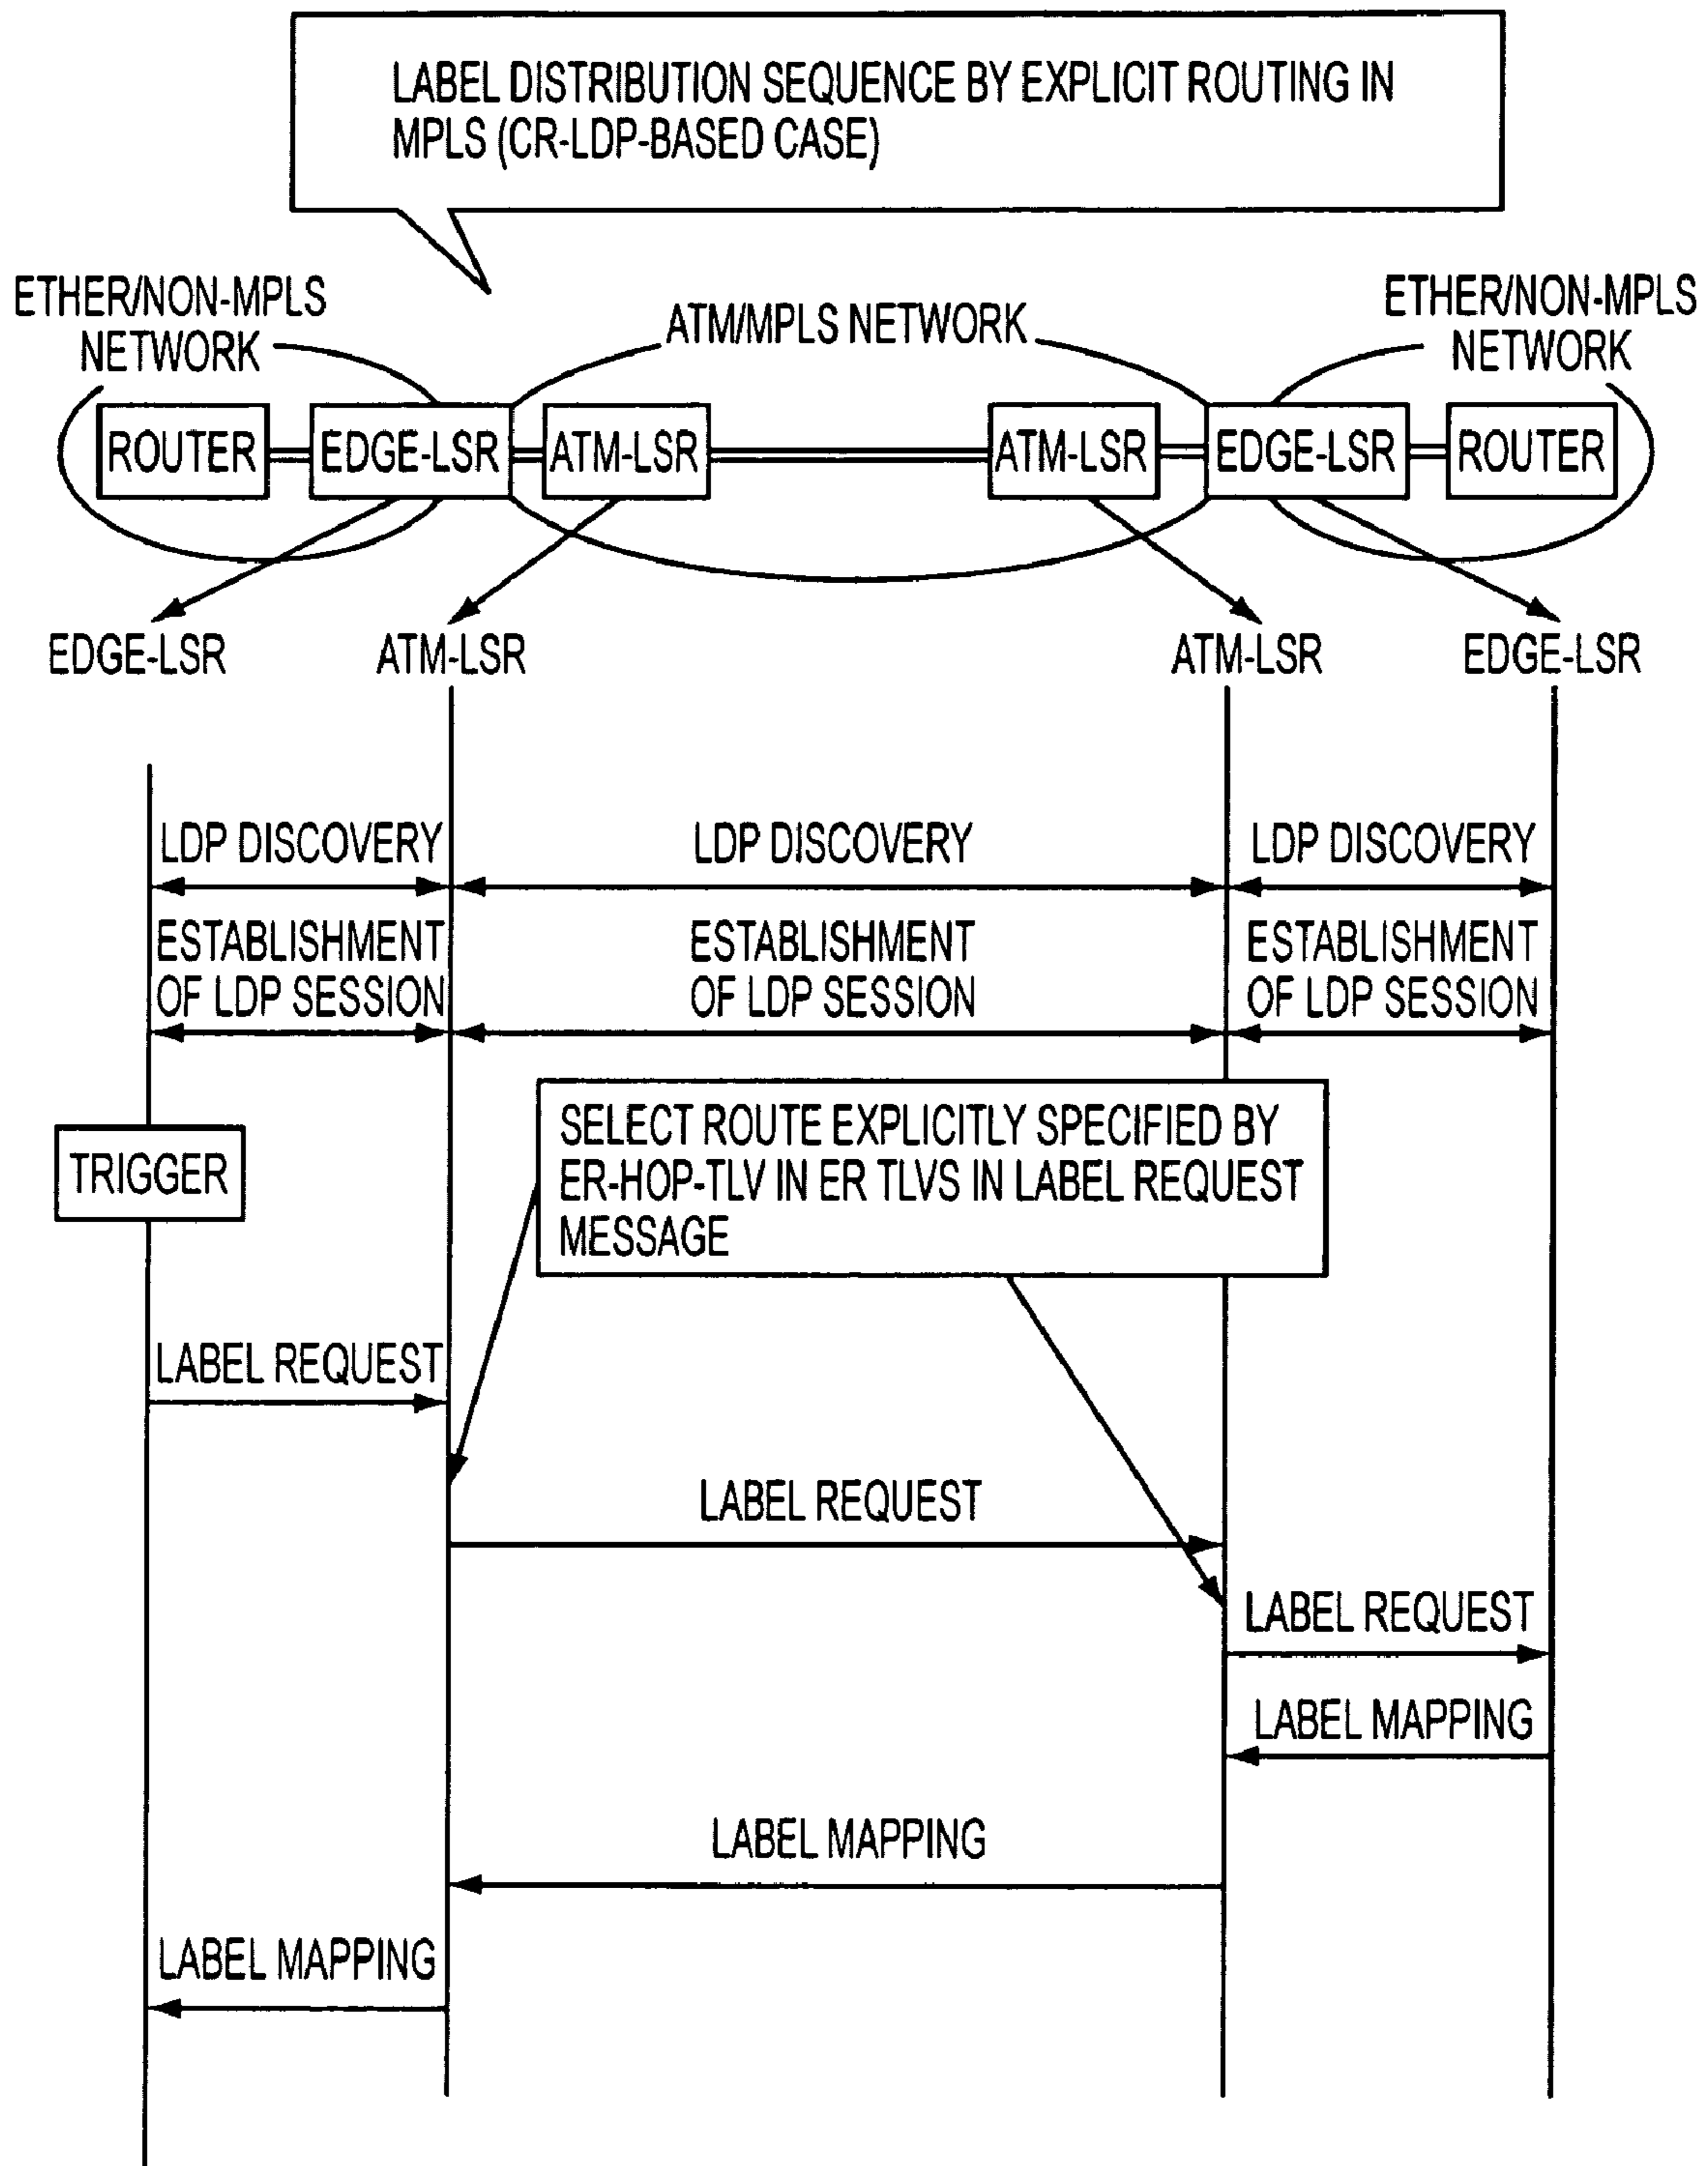 LABEL DISTRIBUTION SEQUENCE BY EXPLICIT ROUTING IN
MPLS (CR-LDP-BASED CASE)
ETHER/NON-MPLS
NETWORK
ATM/MPLS NETWORK
ETHER/NON-MPLS
NETWORK
ROUTER
EDGE-LSR
ATM-LSR
ATM-LSR
EDGE-LSR
ROUTER
EDGE-LSR
ATM-LSR
ATM-LSR
EDGE-LSR
LDP DISCOVERY
LDP DISCOVERY
LDP DISCOVERY
ESTABLISHMENT
OF LDP SESSION
ESTABLISHMENT
OF LDP SESSION
ESTABLISHMENT
OF LDP SESSION
TRIGGER
SELECT ROUTE EXPLICITLY SPECIFIED BY
ER-HOP-TLV IN ER TLVS IN LABEL REQUEST
MESSAGE
LABEL REQUEST
LABEL REQUEST
LABEL REQUEST
LABEL MAPPING
LABEL MAPPING
LABEL MAPPING